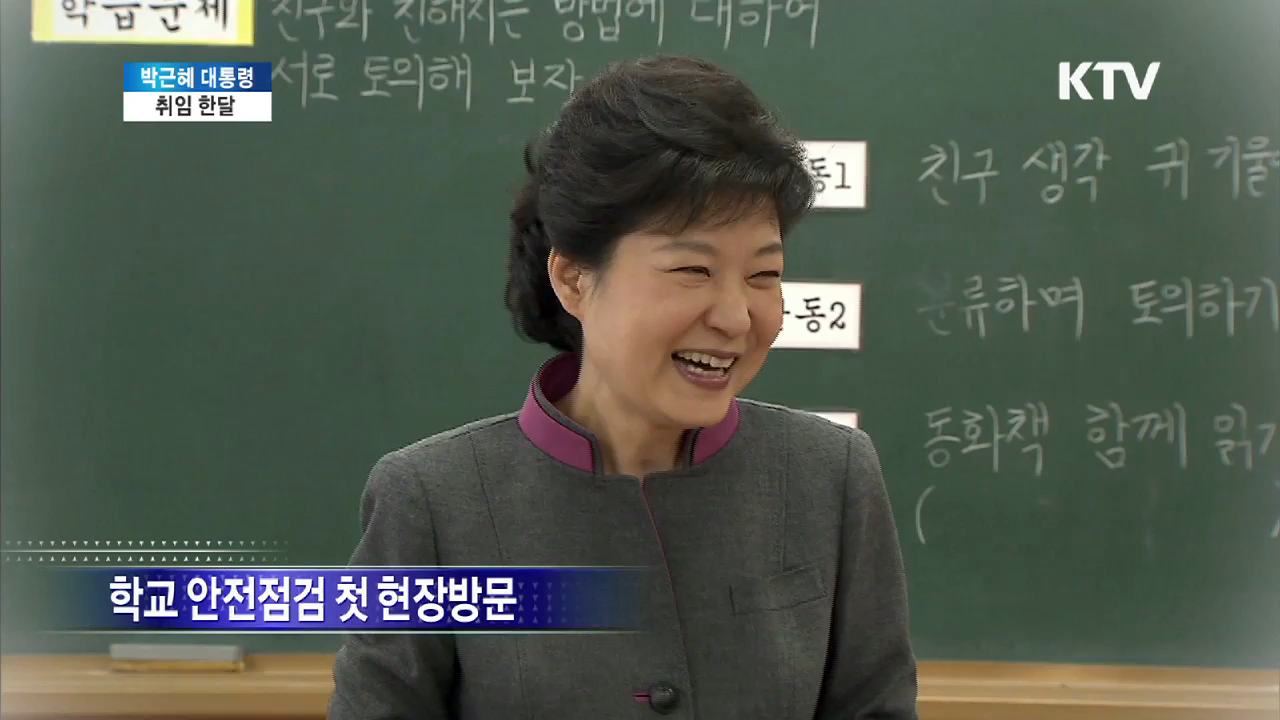 학습문제
친구와 친해지는 방법에 대하여
서로 토의해 보자
박근혜 대통령
취임 한달
KTV
동1
친구 생각 귀 기울
동2
분류하며 토의하기
동화책 함께 읽기
(
학교 안전점검 첫 현장방문